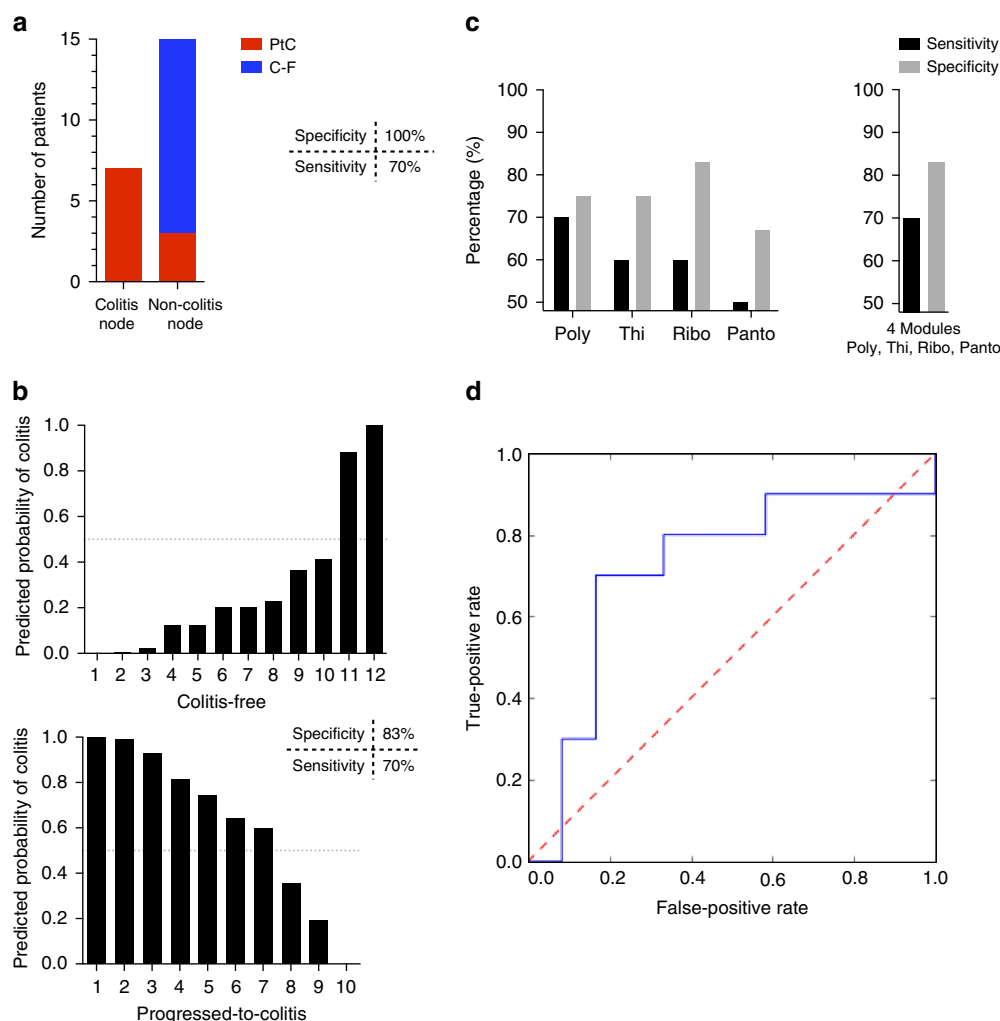 a
15
10
5
0
Number of patients
Colitis
node
Non-colitis
node
PtC
C-F
Specificity 100%
Sensitivity 70%
b
1.0
0.8
0.6
0.4
0.2
0.0
Predicted probability of colitis
1 2 3 4 5 6 7 8 9 10 11 12
Colitis-free
Specificity 83%
Sensitivity 70%
1.0
0.8
0.6
0.4
0.2
0.0
Predicted probability of colitis
1 2 3 4 5 6 7 8 9 10
Progressed-to-colitis
c
Sensitivity
Specificity
100
90
80
70
60
50
Percentage (%)
Poly Thi Ribo Panto
100
90
80
70
60
50
4 Modules
Poly, Thi, Ribo, Panto
d
1.0
0.8
0.6
0.4
0.2
0.0
True-positive rate
0.0 0.2 0.4 0.6 0.8 1.0
False-positive rate